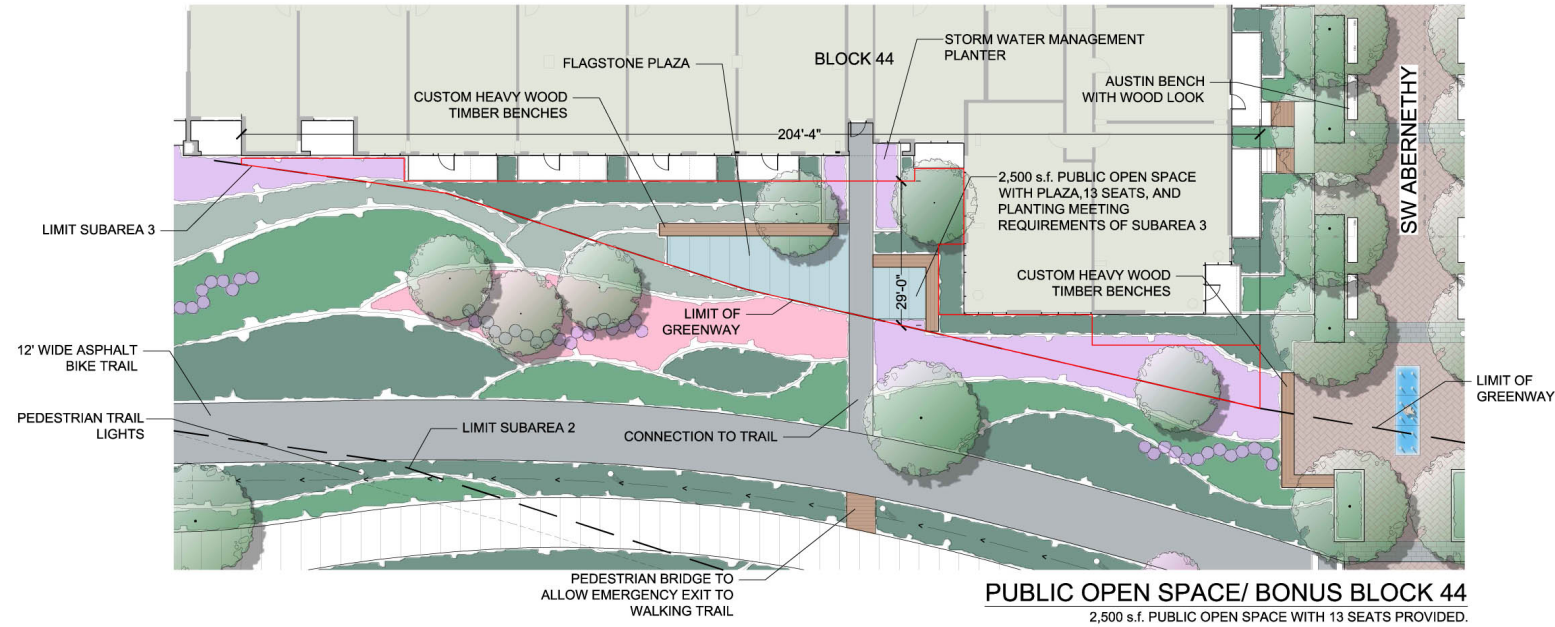 BLOCK 44
STORM WATER MANAGEMENT
PLANTER
FLAGSTONE PLAZA
AUSTIN BENCH
WITH WOOD LOOK
CUSTOM HEAVY WOOD
TIMBER BENCHES
204'-4"
SW ABERNETHY
2,500 s.f. PUBLIC OPEN SPACE
WITH PLAZA,13 SEATS, AND
PLANTING MEETING
REQUIREMENTS OF SUBAREA 3
LIMIT SUBAREA 3
CUSTOM HEAVY WOOD
TIMBER BENCHES
29'-0"
LIMIT OF
GREENWAY
12' WIDE ASPHALT
BIKE TRAIL
LIMIT OF
GREENWAY
PEDESTRIAN TRAIL
LIGHTS
LIMIT SUBAREA 2
CONNECTION TO TRAIL
PEDESTRIAN BRIDGE TO
ALLOW EMERGENCY EXIT TO
WALKING TRAIL
PUBLIC OPEN SPACE/ BONUS BLOCK 44
2,500 s.f. PUBLIC OPEN SPACE WITH 13 SEATS PROVIDED.